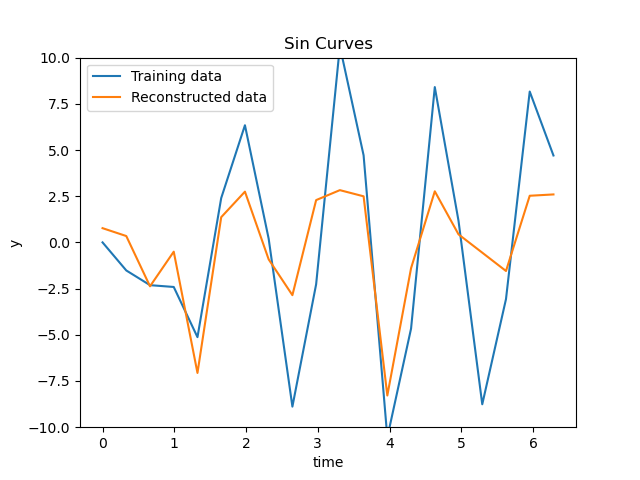 Sin Curves
Training data
Reconstructed data
10.0
7.5
5.0
2.5
0.0
−2.5
−5.0
−7.5
−10.0
y
0 1 2 3 4 5 6
time